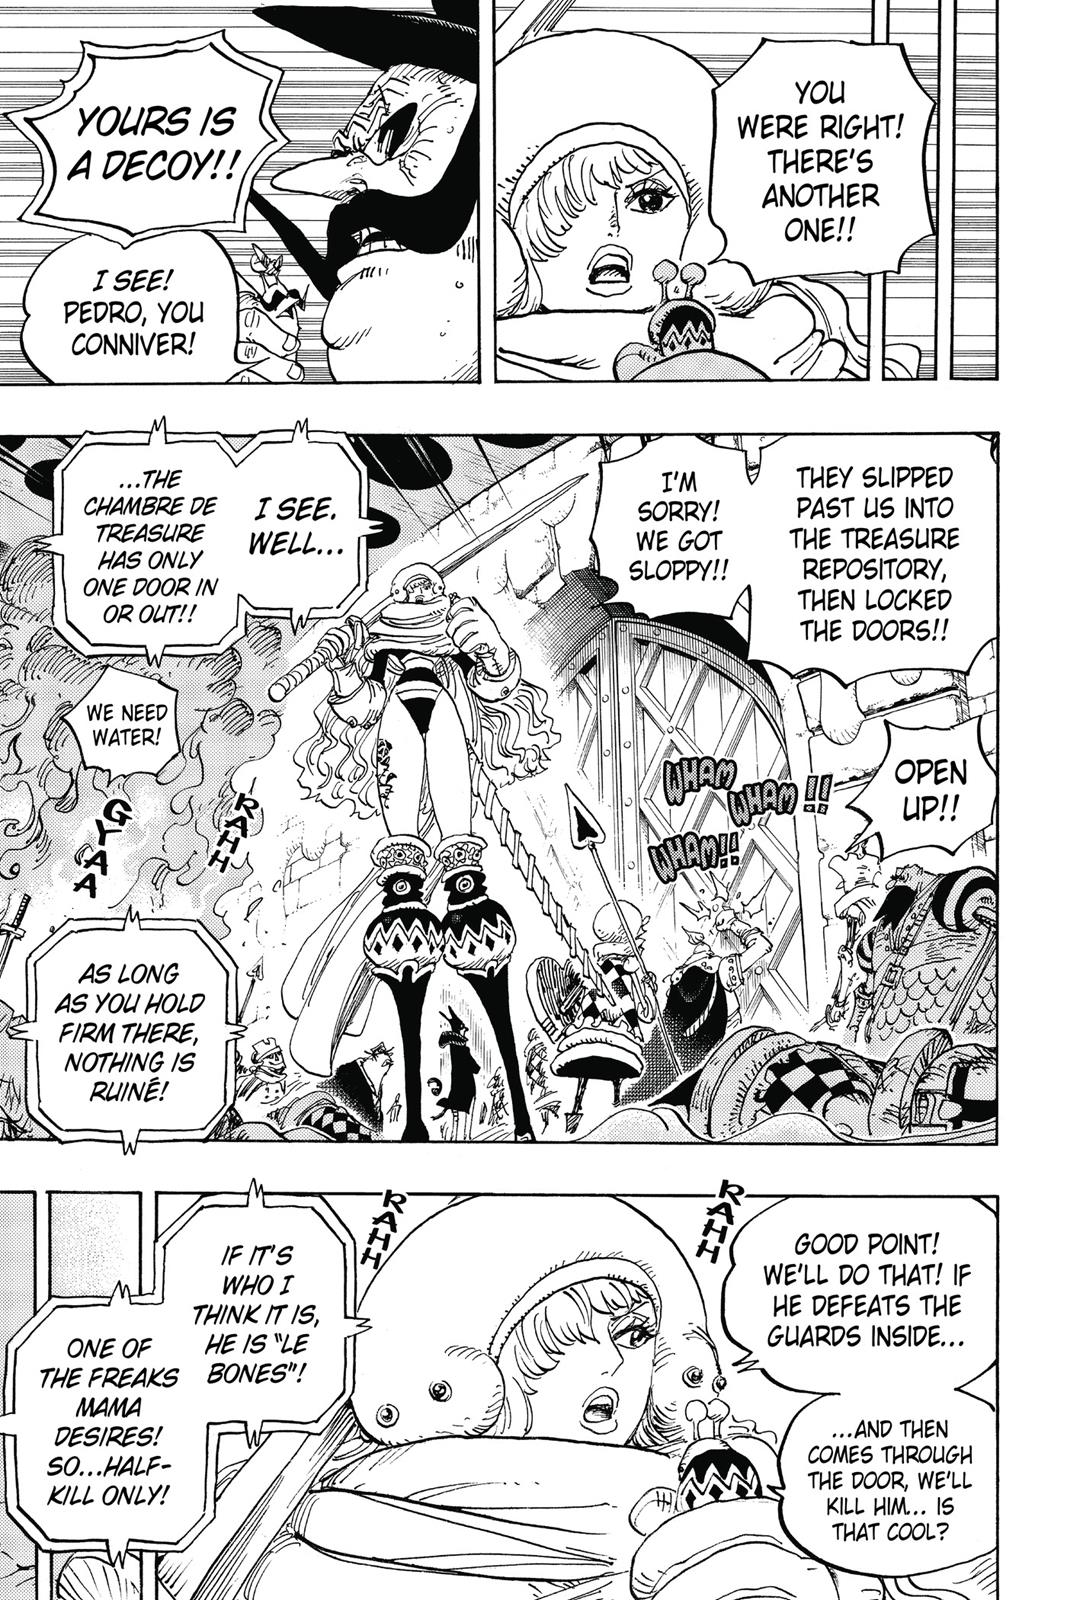 YOU
WERE RIGHT!
THERE'S
ANOTHER
ONE!!
YOURS IS
A DECOY!!
I SEE!
PEDRO, YOU
CONNIVER!
THEY SLIPPED
PAST US INTO
THE TREASURE
REPOSITORY,
THEN LOCKED
THE DOORS!!
I'M
SORRY!
WE GOT
SLOPPY!!
OPEN
UP!!
WHAM
WHAM!!
WHAM!!
I SEE.
WELL...
...THE
CHAMBRE DE
TREASURE
HAS ONLY
ONE DOOR IN
OR OUT!!
WE NEED
WATER!
RAHH
GYAA
AS LONG
AS YOU HOLD
FIRM THERE,
NOTHING IS
RUINÉ!
GOOD POINT!
WE'LL DO THAT! IF
HE DEFEATS THE
GUARDS INSIDE...
...AND THEN
COMES THROUGH
THE DOOR, WE'LL
KILL HIM... IS
THAT COOL?
RAHH
RAHH
IF IT'S
WHO I
THINK IT IS,
HE IS "LE
BONES"!
ONE OF
THE FREAKS
MAMA
DESIRES!
SO...HALF-
KILL ONLY!